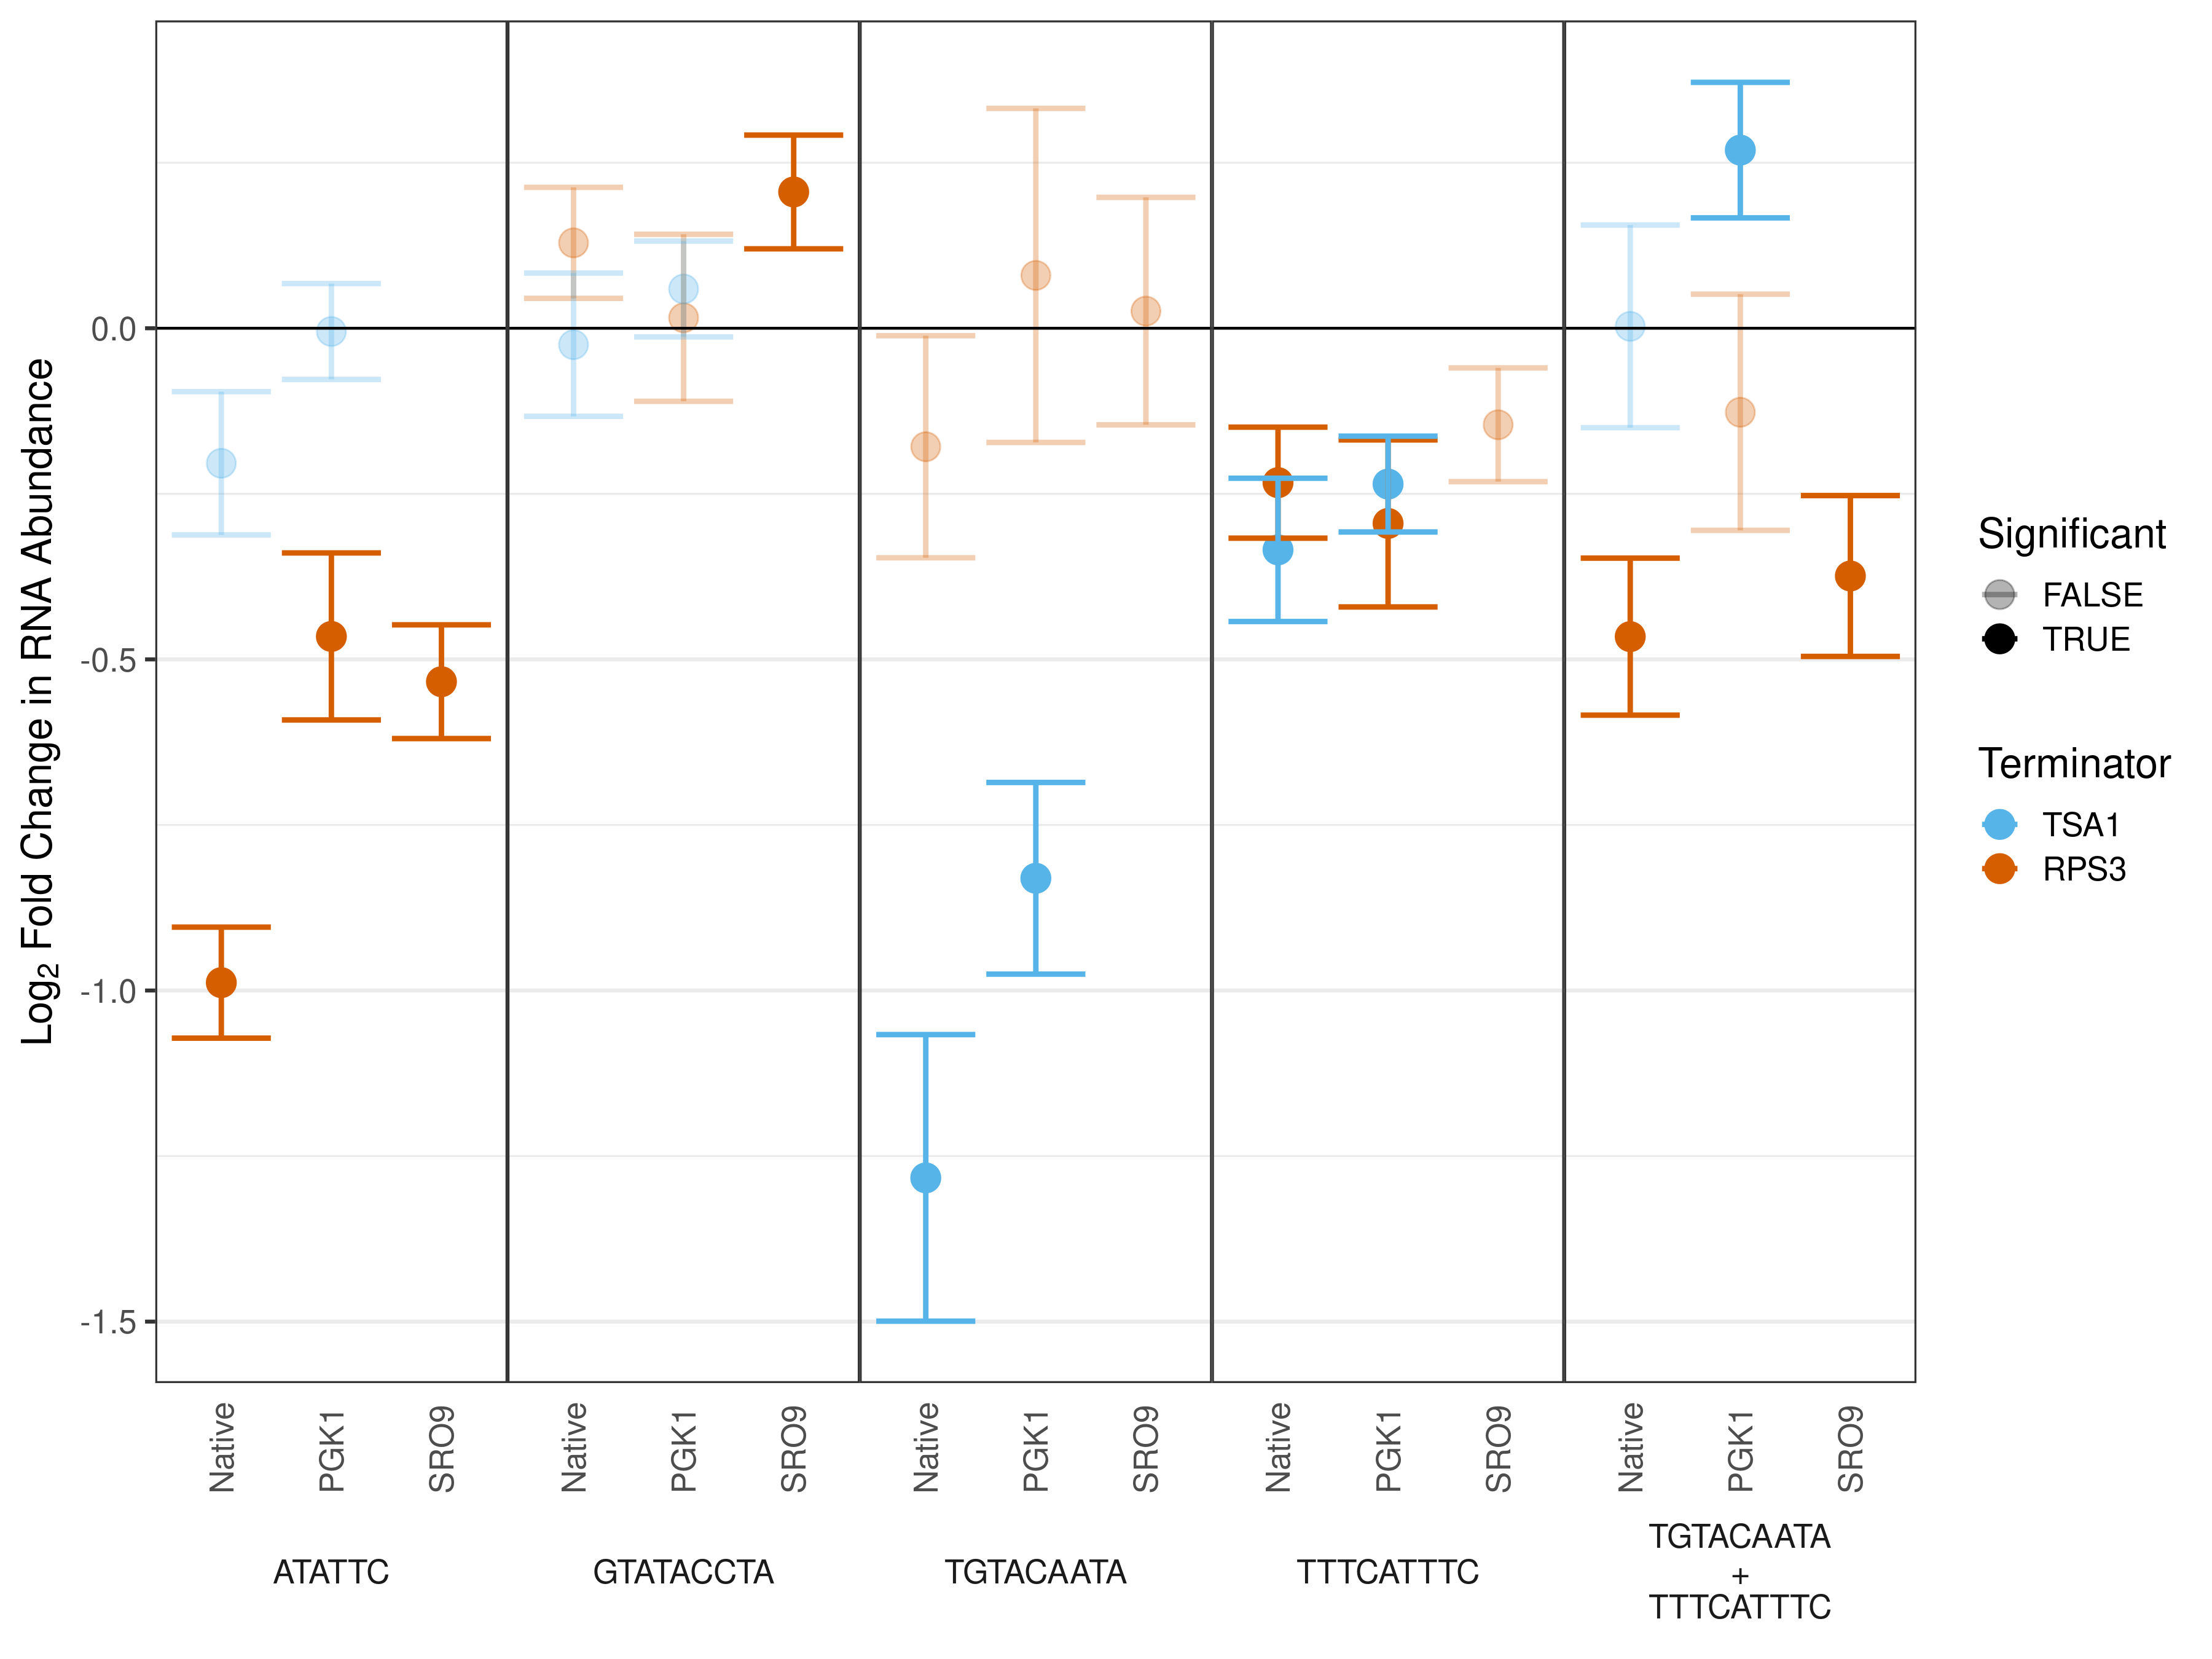 Log2 Fold Change in RNA Abundance
0.0
-0.5
-1.0
-1.5
Native
PGK1
SRO9
Native
PGK1
SRO9
Native
PGK1
SRO9
Native
PGK1
SRO9
Native
PGK1
SRO9
ATATTC
GTATACCTA
TGTACAATA
TTTCATTTC
TGTACAATA
+
TTTCATTTC
Significant
FALSE
TRUE
Terminator
TSA1
RPS3